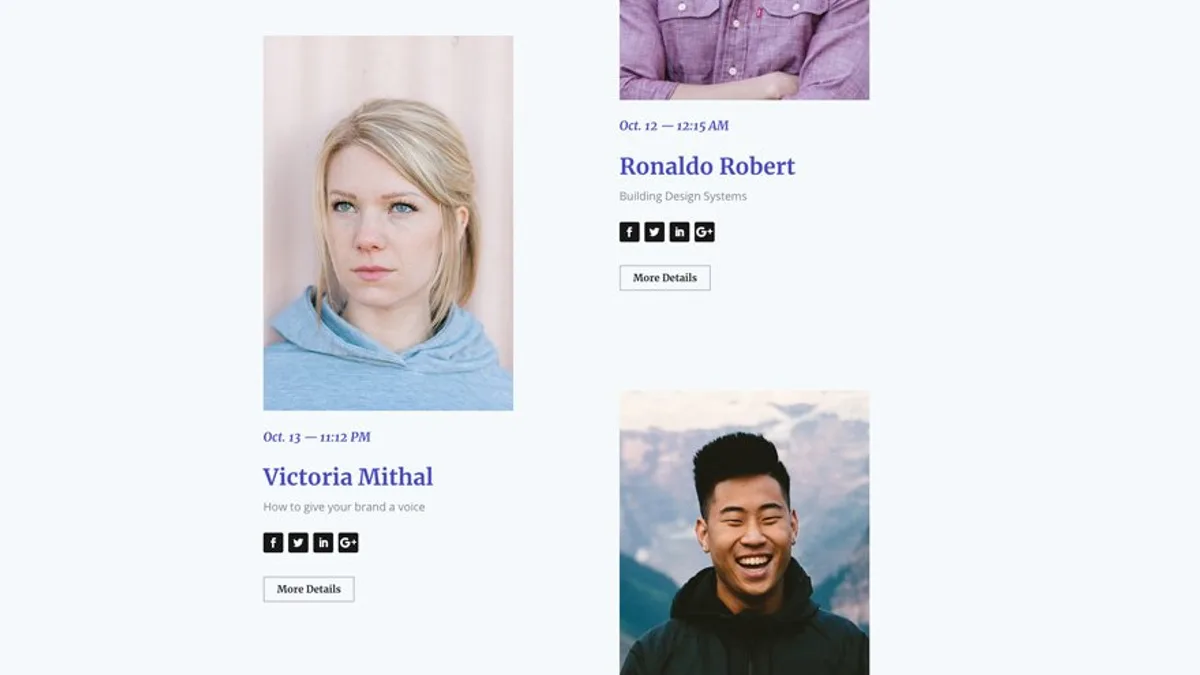 Oct. 12 — 12:15 AM
Ronaldo Robert
Building Design Systems
f in G+
More Details
Oct. 13 — 11:12 PM
Victoria Mithal
How to give your brand a voice
f in G+
More Details